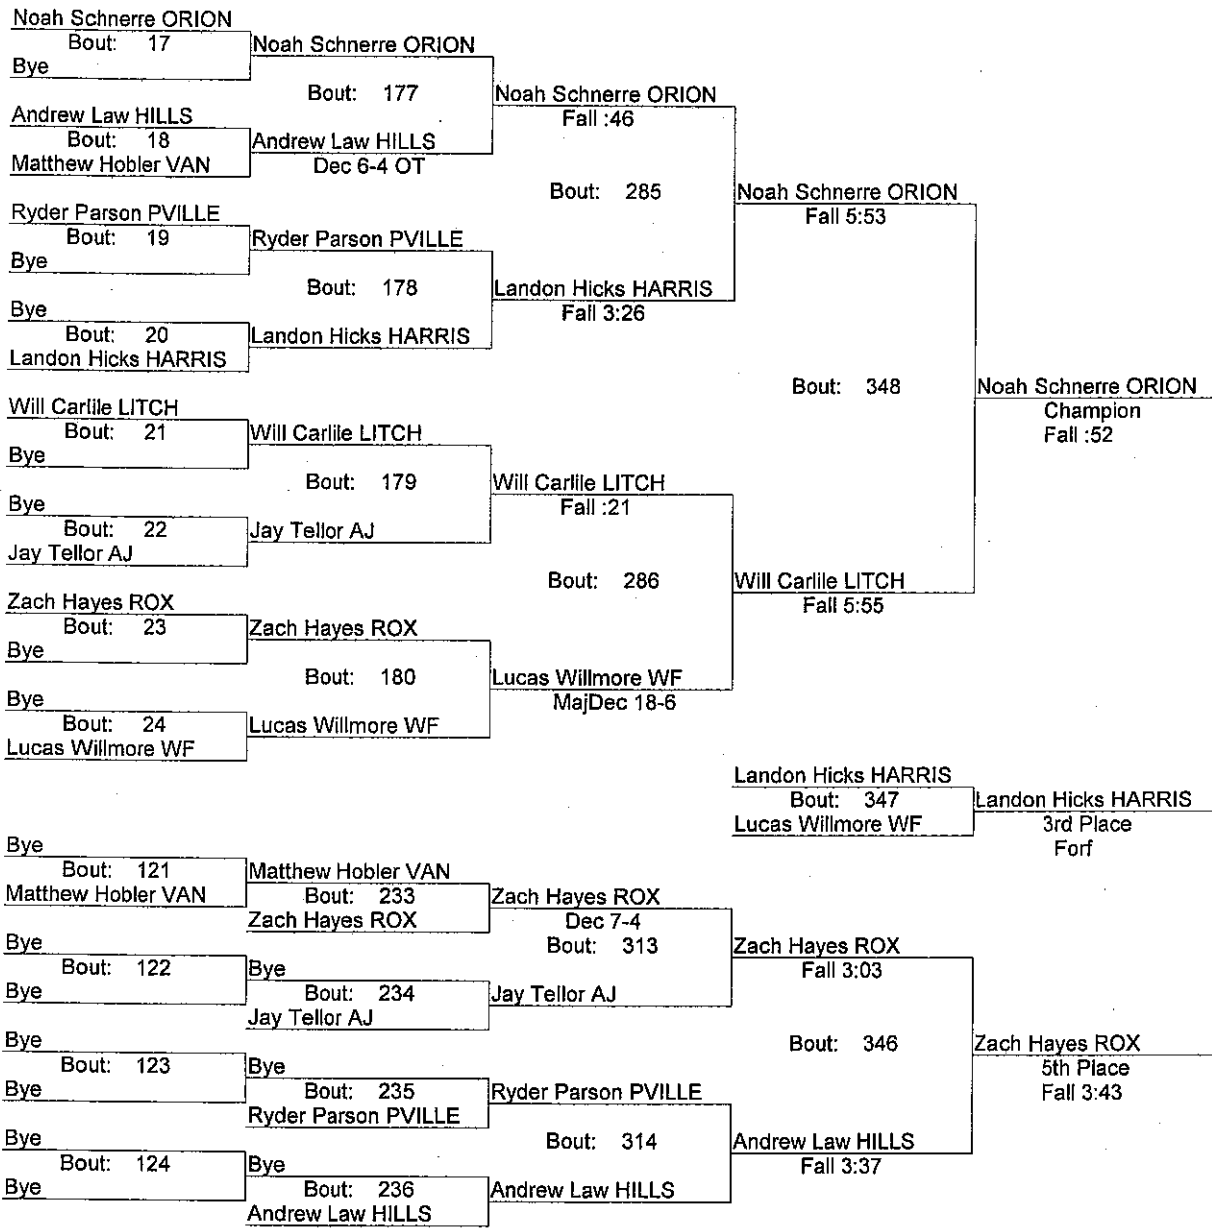 Noah Schnerre ORION
Bout: 17
Bye
Noah Schnerre ORION
Bout: 177
Andrew Law HILLS
Bout: 18
Matthew Hobler VAN
Andrew Law HILLS
Dec 6-4 OT
Noah Schnerre ORION
Fall :46
Bout: 285
Ryder Parson PVILLE
Bout: 19
Bye
Ryder Parson PVILLE
Bout: 178
Bye
Bout: 20
Landon Hicks HARRIS
Landon Hicks HARRIS
Landon Hicks HARRIS
Fall 3:26
Noah Schnerre ORION
Fall 5:53
Bout: 348
Noah Schnerre ORION
Champion
Fall :52
Will Carlile LITCH
Bout: 21
Bye
Will Carlile LITCH
Bout: 179
Bye
Bout: 22
Jay Tellor AJ
Jay Tellor AJ
Will Carlile LITCH
Fall :21
Bout: 286
Zach Hayes ROX
Bout: 23
Bye
Zach Hayes ROX
Bout: 180
Bye
Bout: 24
Lucas Willmore WF
Lucas Willmore WF
Lucas Willmore WF
MajDec 18-6
Will Carlile LITCH
Fall 5:55
Landon Hicks HARRIS
Bout: 347
Lucas Willmore WF
Landon Hicks HARRIS
3rd Place
Forf
Bye
Bout: 121
Matthew Hobler VAN
Matthew Hobler VAN
Bout: 233
Zach Hayes ROX
Zach Hayes ROX
Dec 7-4
Bout: 313
Bye
Bout: 122
Bye
Bye
Bout: 234
Jay Tellor AJ
Jay Tellor AJ
Zach Hayes ROX
Fall 3:03
Bout: 346
Zach Hayes ROX
5th Place
Fall 3:43
Bye
Bout: 123
Bye
Bye
Bout: 235
Ryder Parson PVILLE
Ryder Parson PVILLE
Bout: 314
Bye
Bout: 124
Bye
Bye
Bout: 236
Andrew Law HILLS
Andrew Law HILLS
Andrew Law HILLS
Fall 3:37